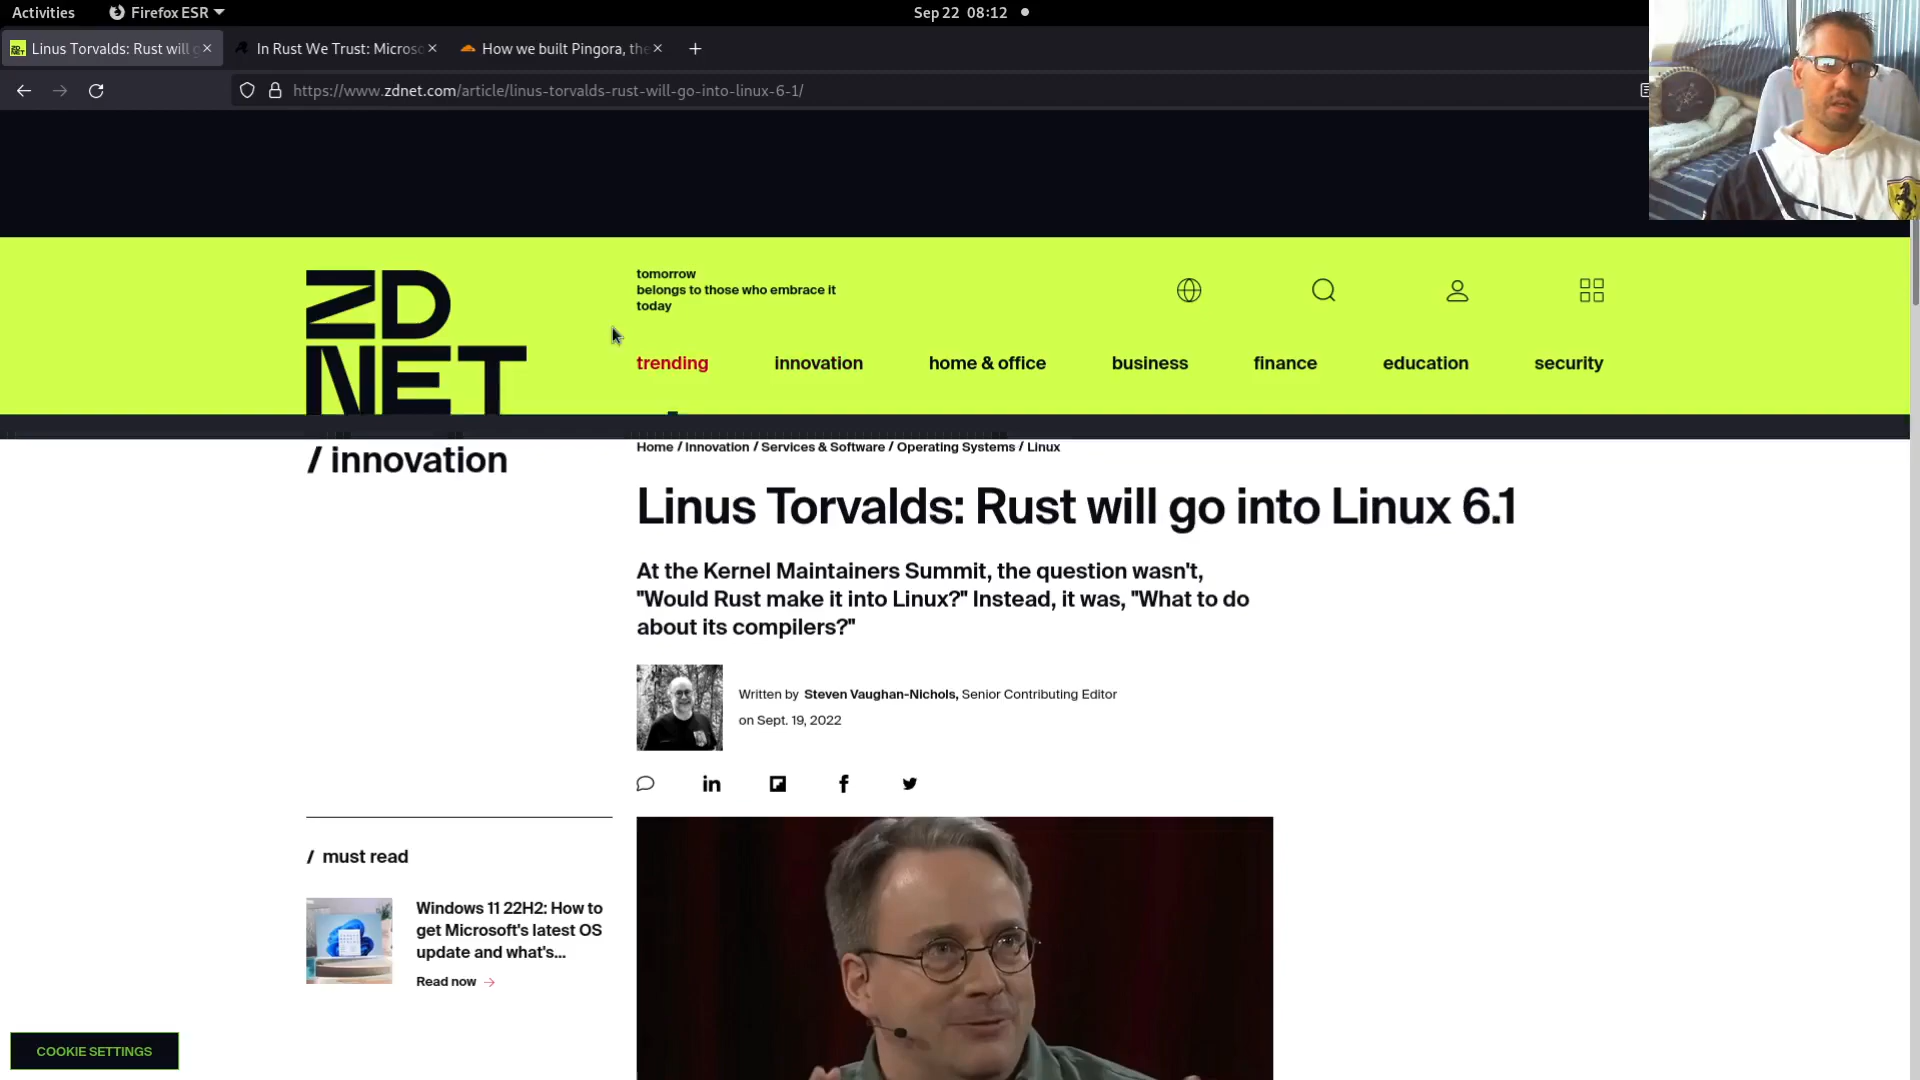 Activities
Firefox ESR
Sep 22 08:12
Linus Torvalds: Rust will
In Rust We Trust: Micros
How we built Pingora, the
https://www.zdnet.com/article/linus-torvalds-rust-will-go-into-linux-6-1/
ZD
NET
tomorrow
belongs to those who embrace it
today
trending
innovation
home & office
business
finance
education
security
/ innovation
Home / Innovation / Services & Software / Operating Systems / Linux
Linus Torvalds: Rust will go into Linux 6.1
At the Kernel Maintainers Summit, the question wasn't,
"Would Rust make it into Linux?" Instead, it was, "What to do
about its compilers?"
Written by Steven Vaughan-Nichols, Senior Contributing Editor
on Sept. 19, 2022
/ must read
Windows 11 22H2: How to
get Microsoft's latest OS
update and what's...
Read now
COOKIE SETTINGS